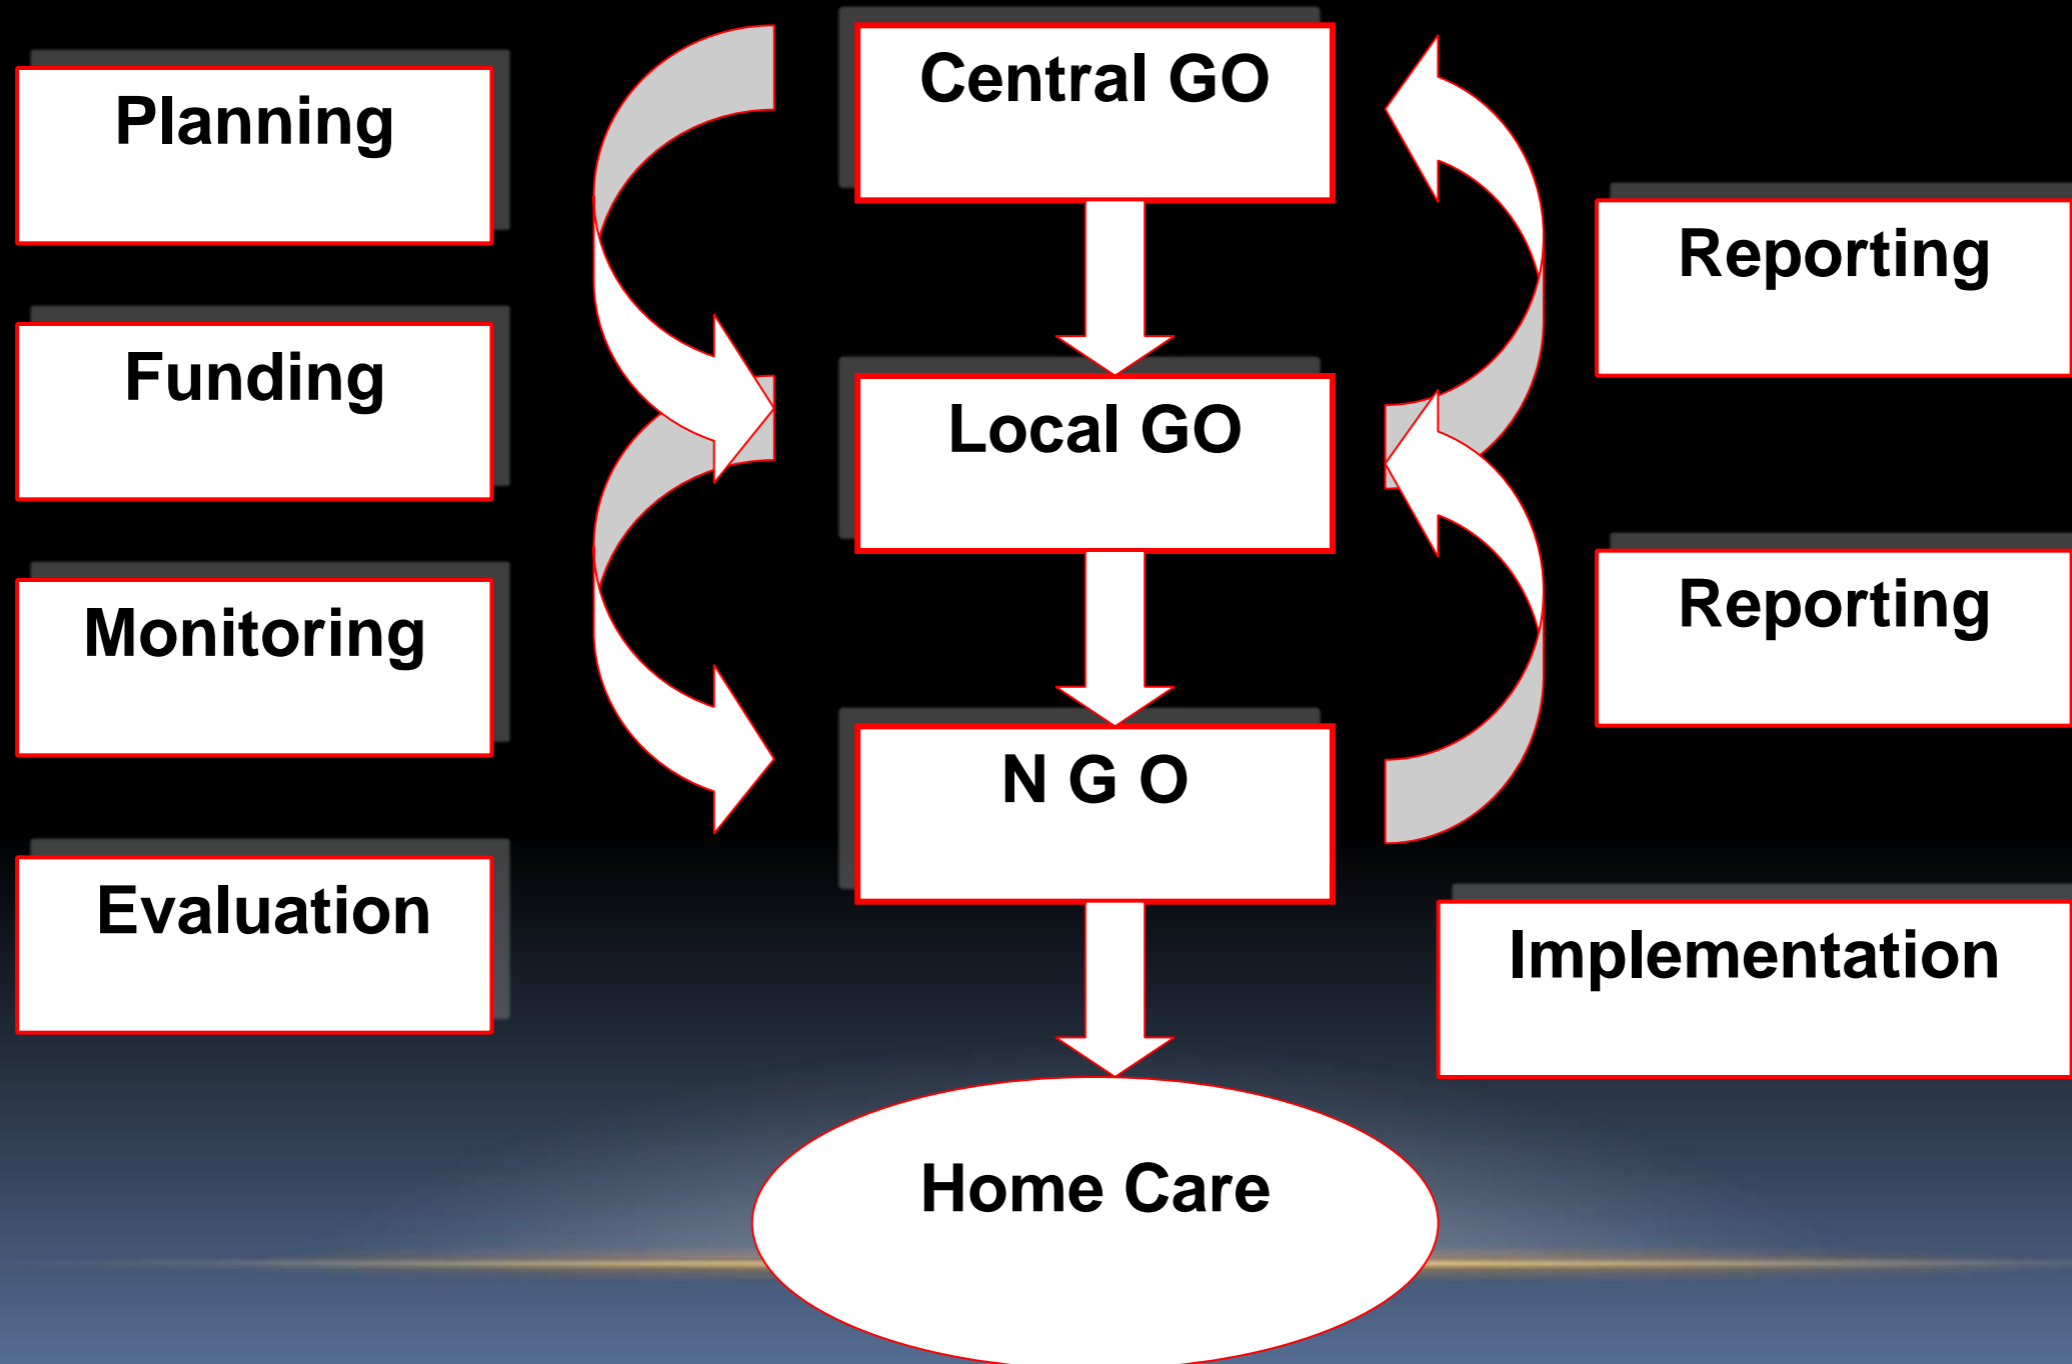 Planning
Funding
Monitoring
Evaluation
Central GO
Local GO
N G O
Home Care
Reporting
Reporting
Implementation